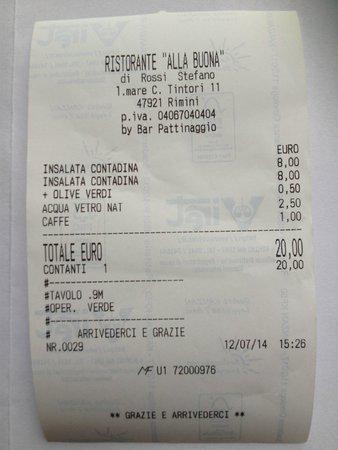 RISTORANTE "ALLA BUONA"
di Rossi Stefano
l.mare C. Tintori 11
47921 Rimini
p.iva. 04067040404
by Bar Pattinaggio
EURO
INSALATA CONTADINA 8,00
INSALATA CONTADINA 8,00
+ OLIVE VERDI 0,50
ACQUA VETRO NAT 2,50
CAFFE 1,00
TOTALE EURO 20,00
CONTANTI 1 20,00
#--------------------
#TAVOLO .9M
#OPER. VERDE
#--------------------
# ARRIVEDERCI E GRAZIE
NR.0029 12/07/14 15:26
MF U1 72000976
** GRAZIE E ARRIVEDERCI **